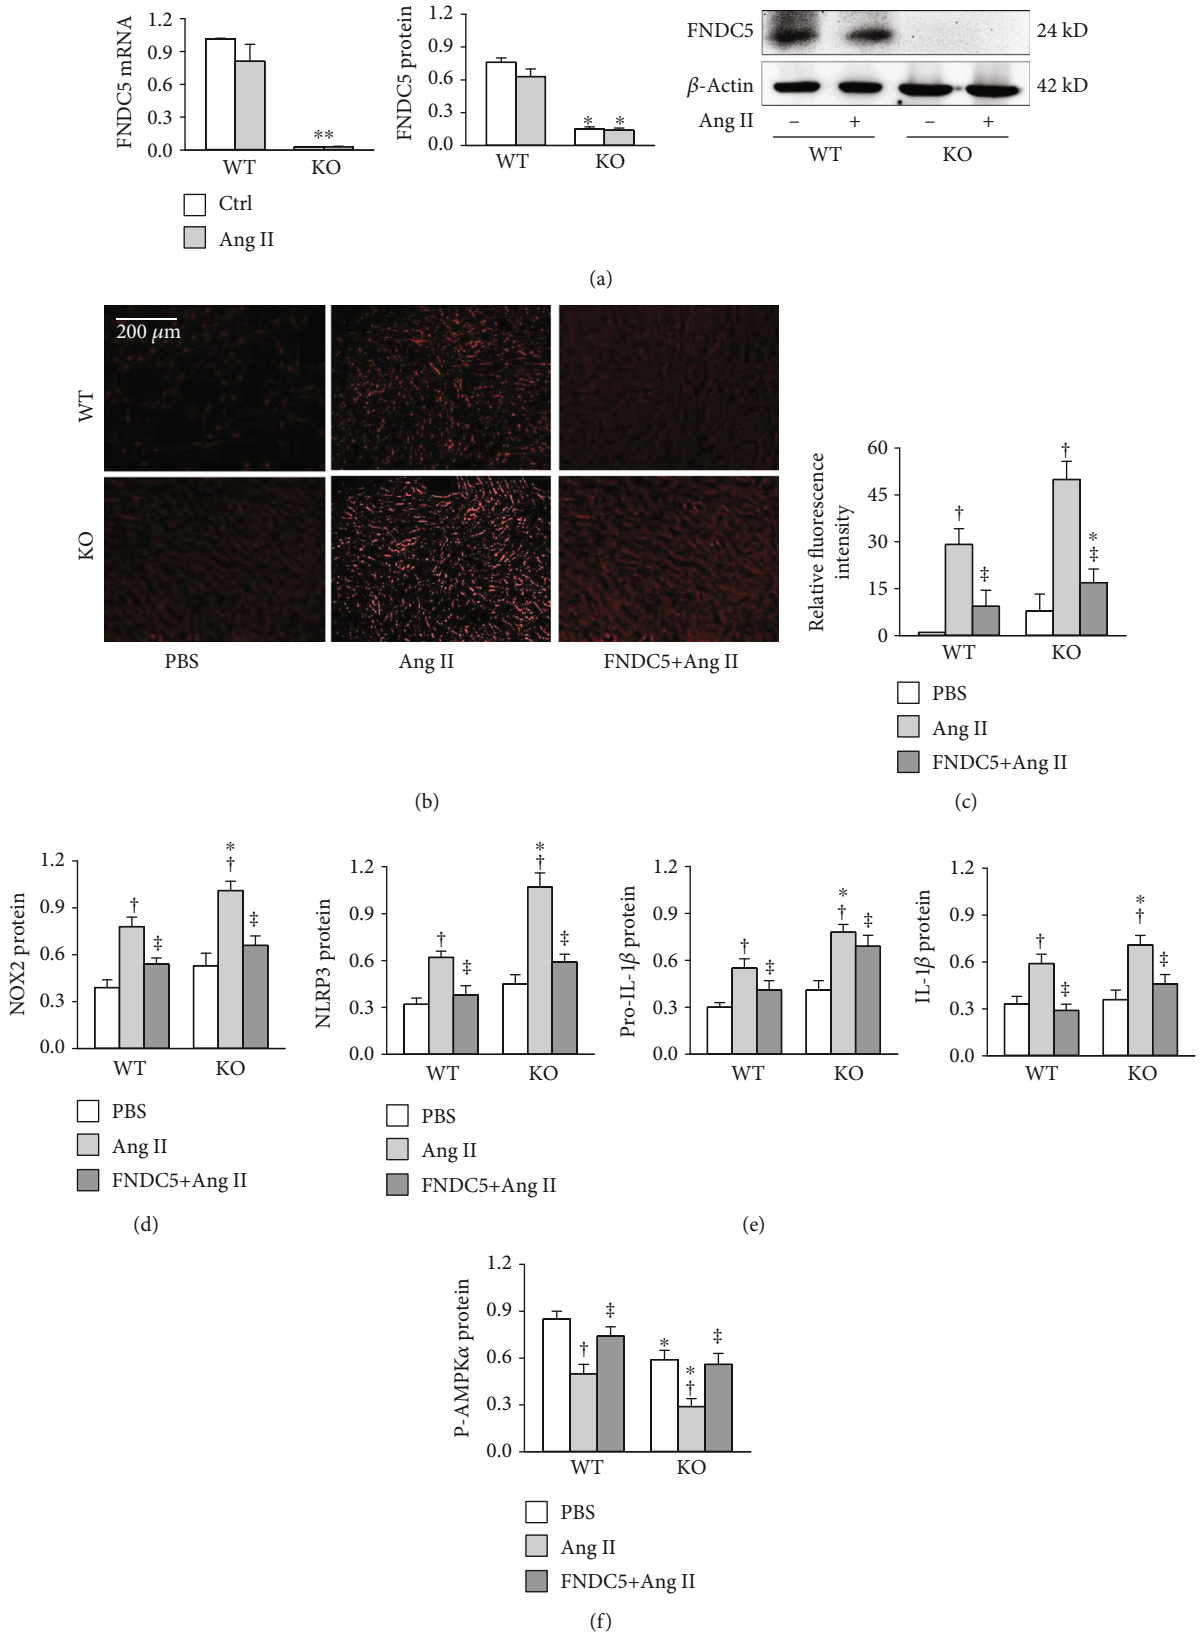 FNDC5 mRNA
1.2
0.9
0.6
0.3
0.0
**
WT KO
Ctrl
Ang II
FNDC5 protein
1.2
0.9
0.6
0.3
0.0
* *
WT KO
FNDC5 24 kD
β-Actin 42 kD
Ang II − + − +
WT KO
(a)
200 μm
WT
KO
PBS Ang II FNDC5+Ang II
(b)
Relative fluorescence
intensity
60
45
30
15
0
† ‡ † * ‡
WT KO
PBS
Ang II
FNDC5+Ang II
(c)
NOX2 protein
1.2
0.9
0.6
0.3
0.0
† ‡ * † ‡
WT KO
PBS
Ang II
FNDC5+Ang II
(d)
NLRP3 protein
1.2
0.9
0.6
0.3
0.0
† ‡ * † ‡
WT KO
PBS
Ang II
FNDC5+Ang II
Pro-IL-1β protein
1.2
0.9
0.6
0.3
0.0
† ‡ * † ‡
WT KO
IL-1β protein
1.2
0.9
0.6
0.3
0.0
† ‡ * † ‡
WT KO
(e)
P-AMPKα protein
1.2
0.9
0.6
0.3
0.0
† ‡ * * † ‡
WT KO
PBS
Ang II
FNDC5+Ang II
(f)